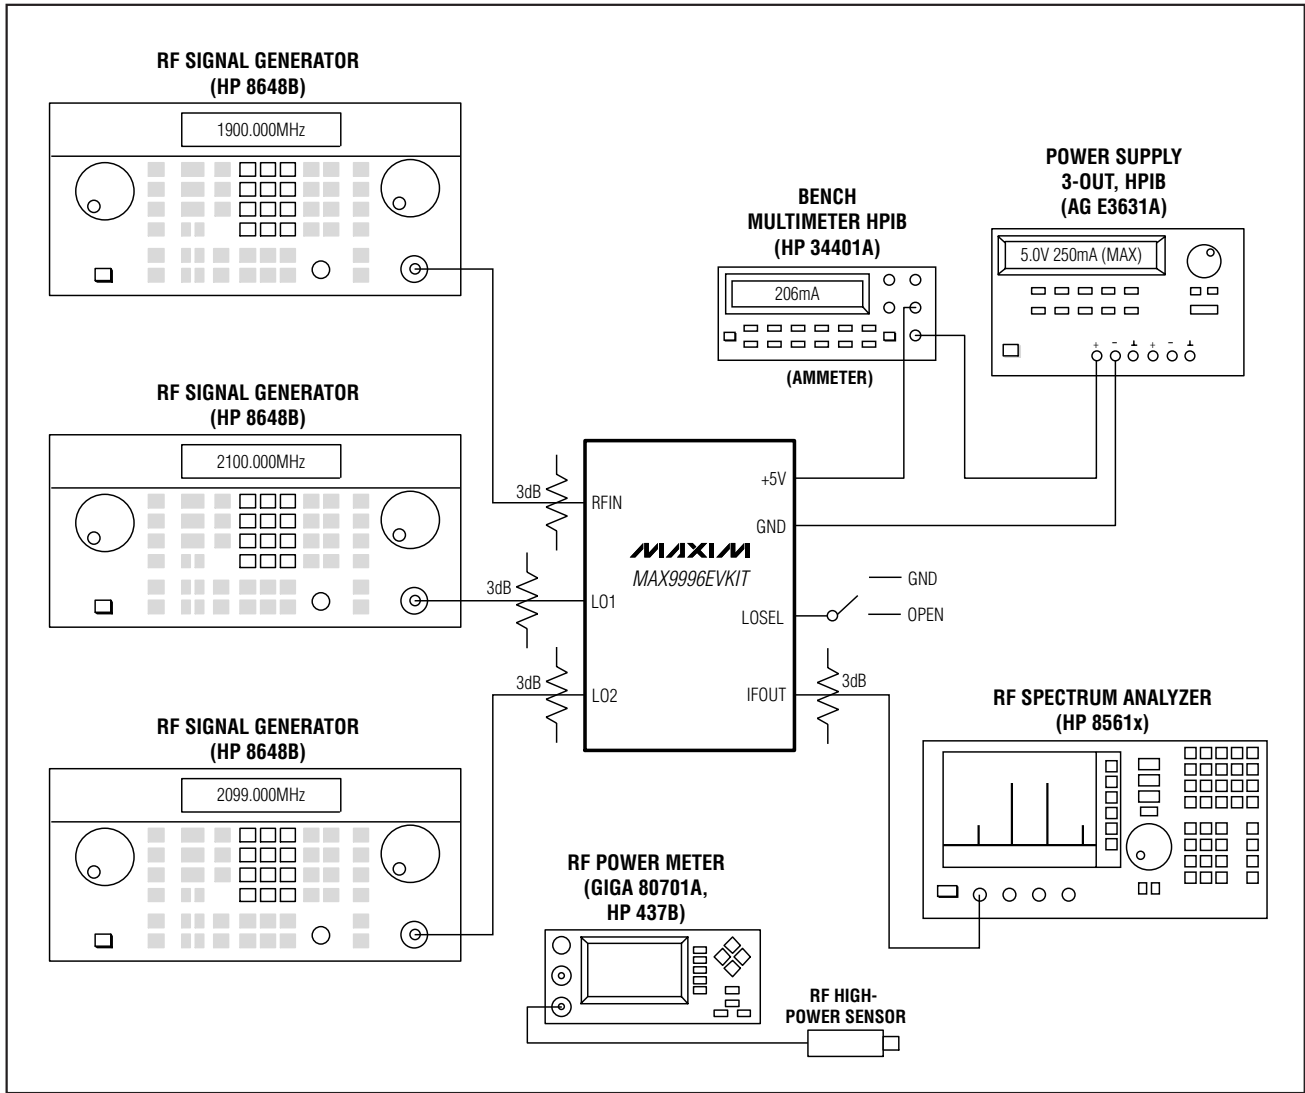 RF SIGNAL GENERATOR
(HP 8648B)
1900.000MHz
RF SIGNAL GENERATOR
(HP 8648B)
2100.000MHz
RF SIGNAL GENERATOR
(HP 8648B)
2099.000MHz
BENCH
MULTIMETER HPIB
(HP 34401A)
206mA
(AMMETER)
POWER SUPPLY
3-OUT, HPIB
(AG E3631A)
5.0V 250mA (MAX)
+ - + -
3dB
RFIN
3dB
LO1
3dB
LO2
MAXIM
MAX9996EVKIT
+5V
GND
LOSEL
GND
OPEN
IFOUT
3dB
RF SPECTRUM ANALYZER
(HP 8561x)
RF POWER METER
(GIGA 80701A,
HP 437B)
RF HIGH-
POWER SENSOR